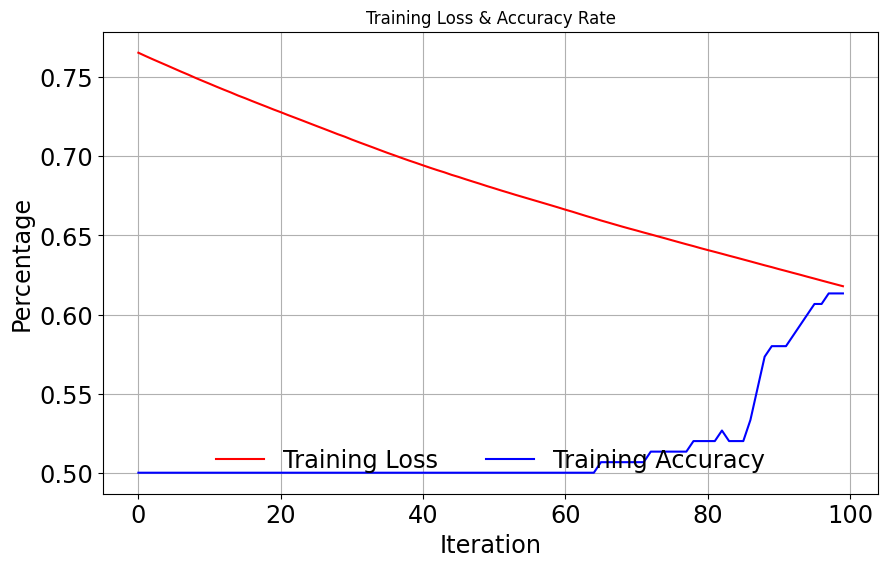 Training Loss & Accuracy Rate
Percentage
0.75
0.70
0.65
0.60
0.55
0.50
Training Loss Training Accuracy
0 20 40 60 80 100
Iteration